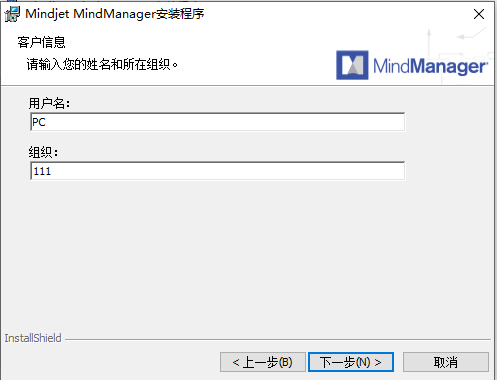 Mindjet MindManager安装程序
客户信息
请输入您的姓名和所在组织。
MindManager
用户名：
PC
组织：
111
InstallShield
< 上一步(B)
下一步(N) >
取消